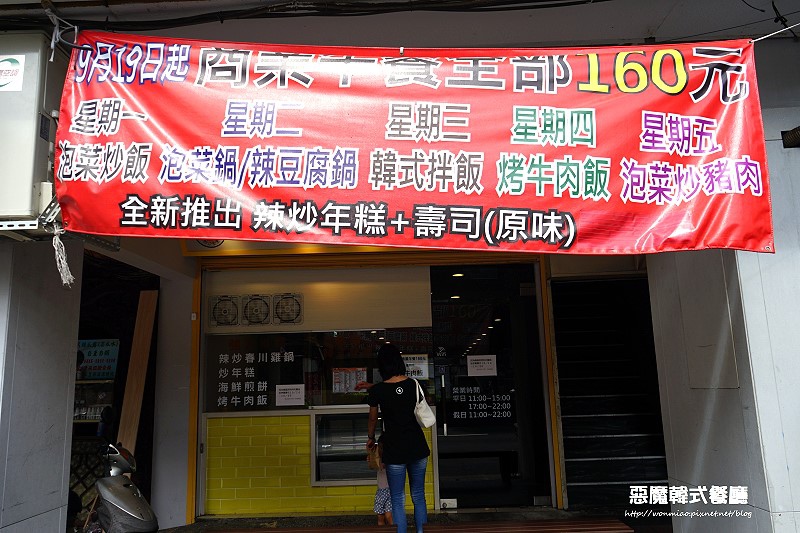 9月19日起 商業午餐全部160元
星期一 星期二 星期三 星期四 星期五
泡菜炒飯 泡菜鍋/辣豆腐鍋 韓式拌飯 烤牛肉飯 泡菜炒豬肉
全新推出 辣炒年糕+壽司(原味)
辣炒春川雞鍋
炒年糕
海鮮煎餅
烤牛肉飯
營業時間
平日 11:00~15:00
17:00~22:00
假日 11:00~22:00
惡魔韓式餐廳
http://wonmiao.pixnet.net/blog